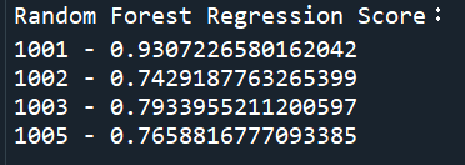 Random Forest Regression Score:
1001 - 0.9307226580162042
1002 - 0.7429187763265399
1003 - 0.7933955211200597
1005 - 0.7658816777093385